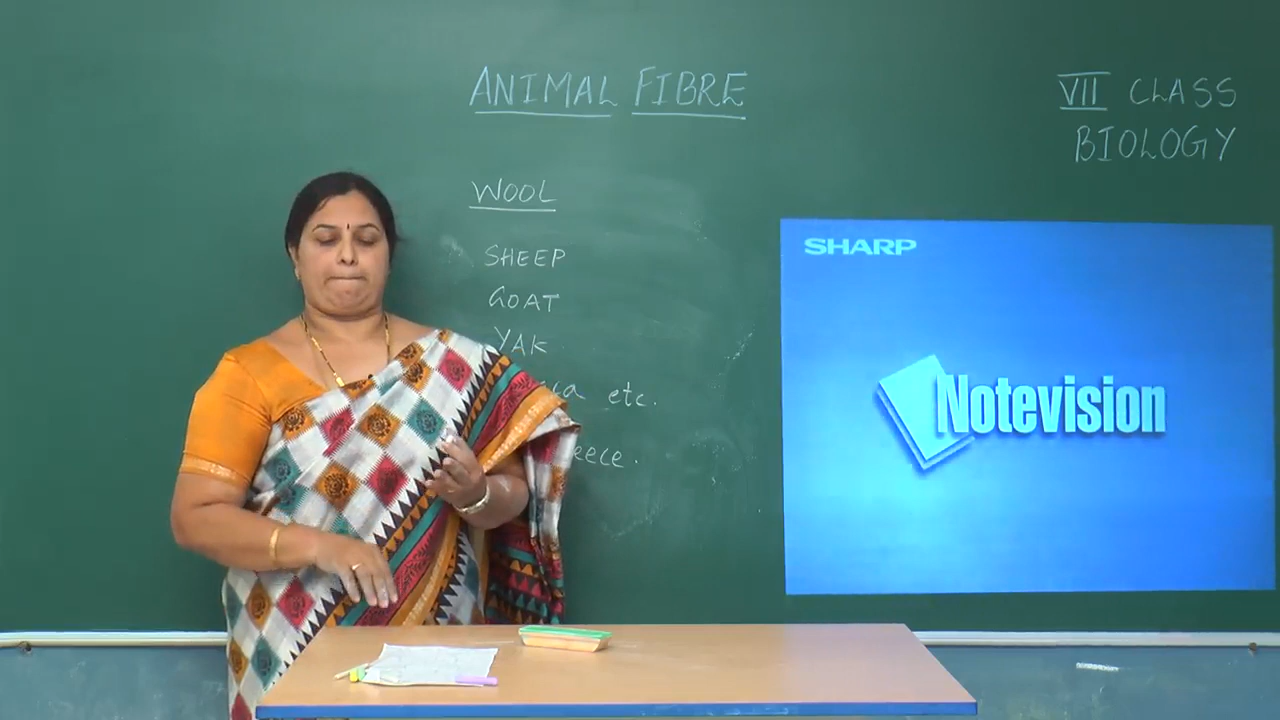 ANIMAL FIBRE
VII CLASS
BIOLOGY
WOOL
SHEEP
GOAT
YAK
etc.
SHARP
Notevision